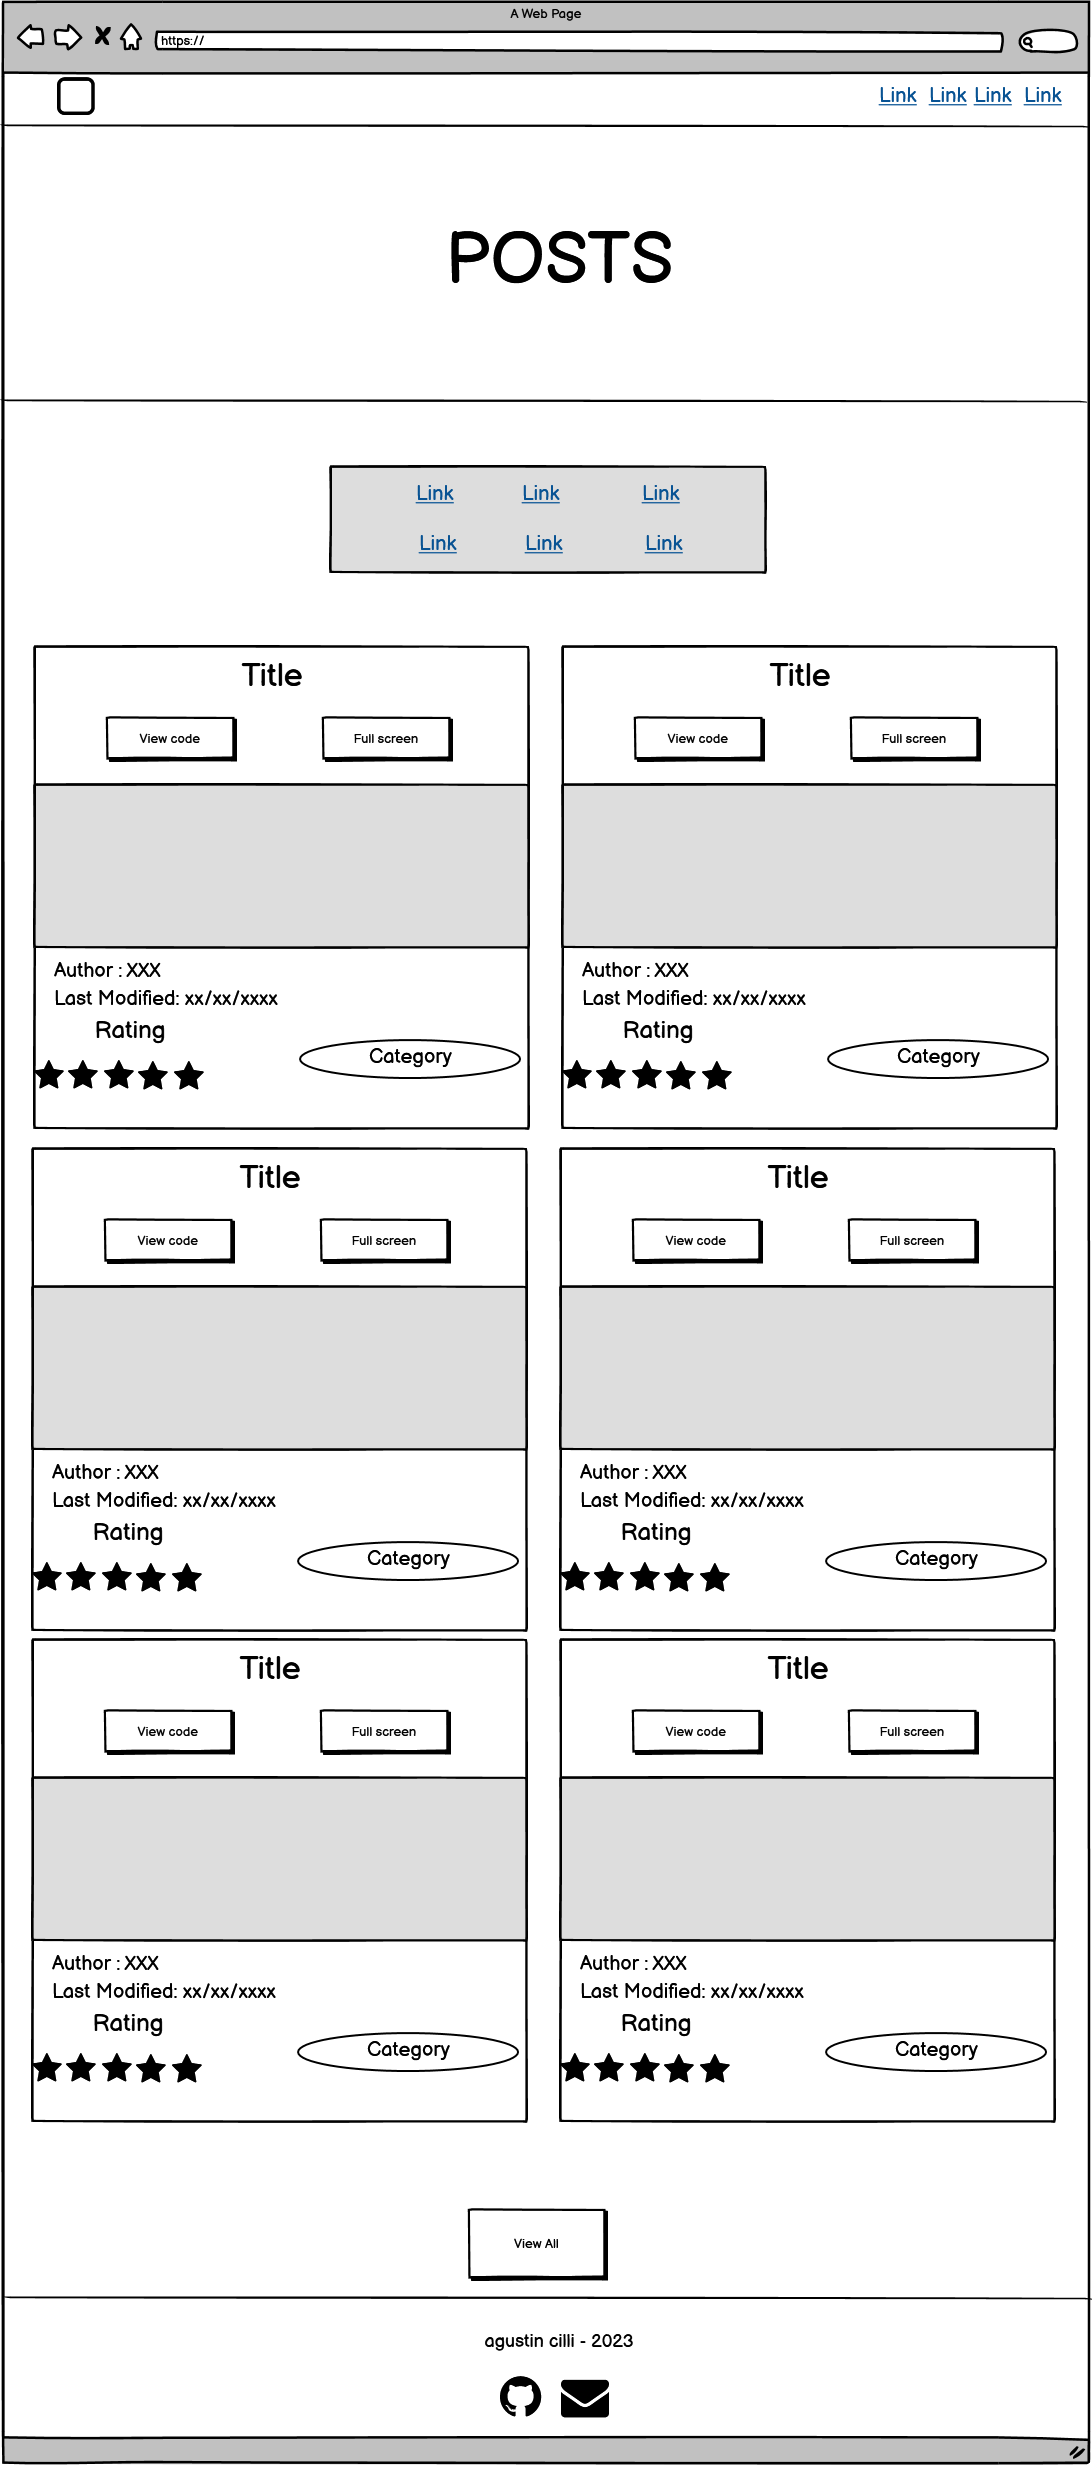 A Web Page
https://
Link Link Link Link
POSTS
Link Link Link
Link Link Link
Title
View code Full screen
Author : XXX
Last Modified: xx/xx/xxxx
Rating
Category
Title
View code Full screen
Author : XXX
Last Modified: xx/xx/xxxx
Rating
Category
Title
View code Full screen
Author : XXX
Last Modified: xx/xx/xxxx
Rating
Category
Title
View code Full screen
Author : XXX
Last Modified: xx/xx/xxxx
Rating
Category
Title
View code Full screen
Author : XXX
Last Modified: xx/xx/xxxx
Rating
Category
Title
View code Full screen
Author : XXX
Last Modified: xx/xx/xxxx
Rating
Category
View All
agustin cilli - 2023